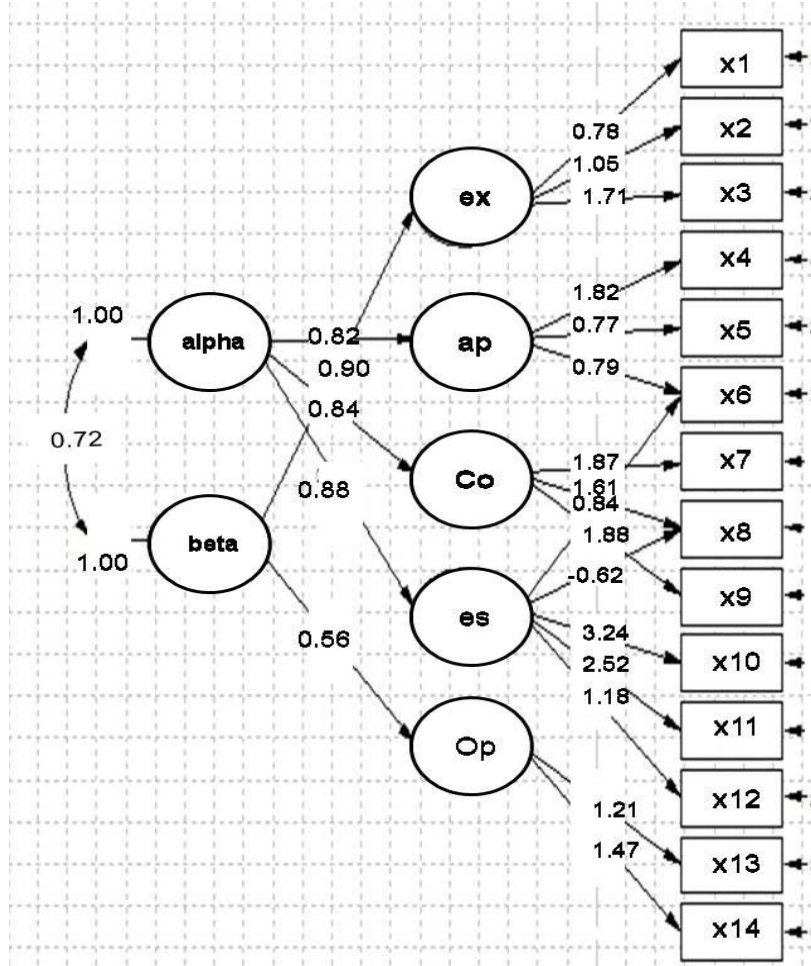 x1
0.78
x2
1.05
ex
1.71
x3
x4
1.82
1.00
0.82
0.77
x5
alpha
ap
0.90
0.79
x6
0.84
0.72
1.87
x7
Co
0.88
1.61
0.84
x8
beta
1.88
1.00
-0.62
x9
es
3.24
0.56
2.52
x10
1.18
x11
Op
x12
1.21
1.47
x13
x14